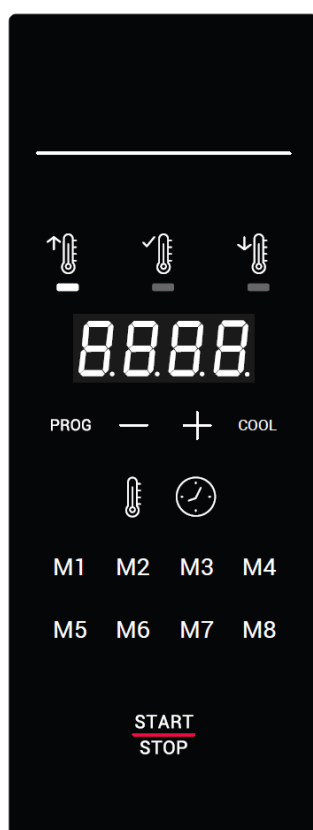 8.8.8.8.
PROG — + COOL
M1 M2 M3 M4
M5 M6 M7 M8
START
STOP